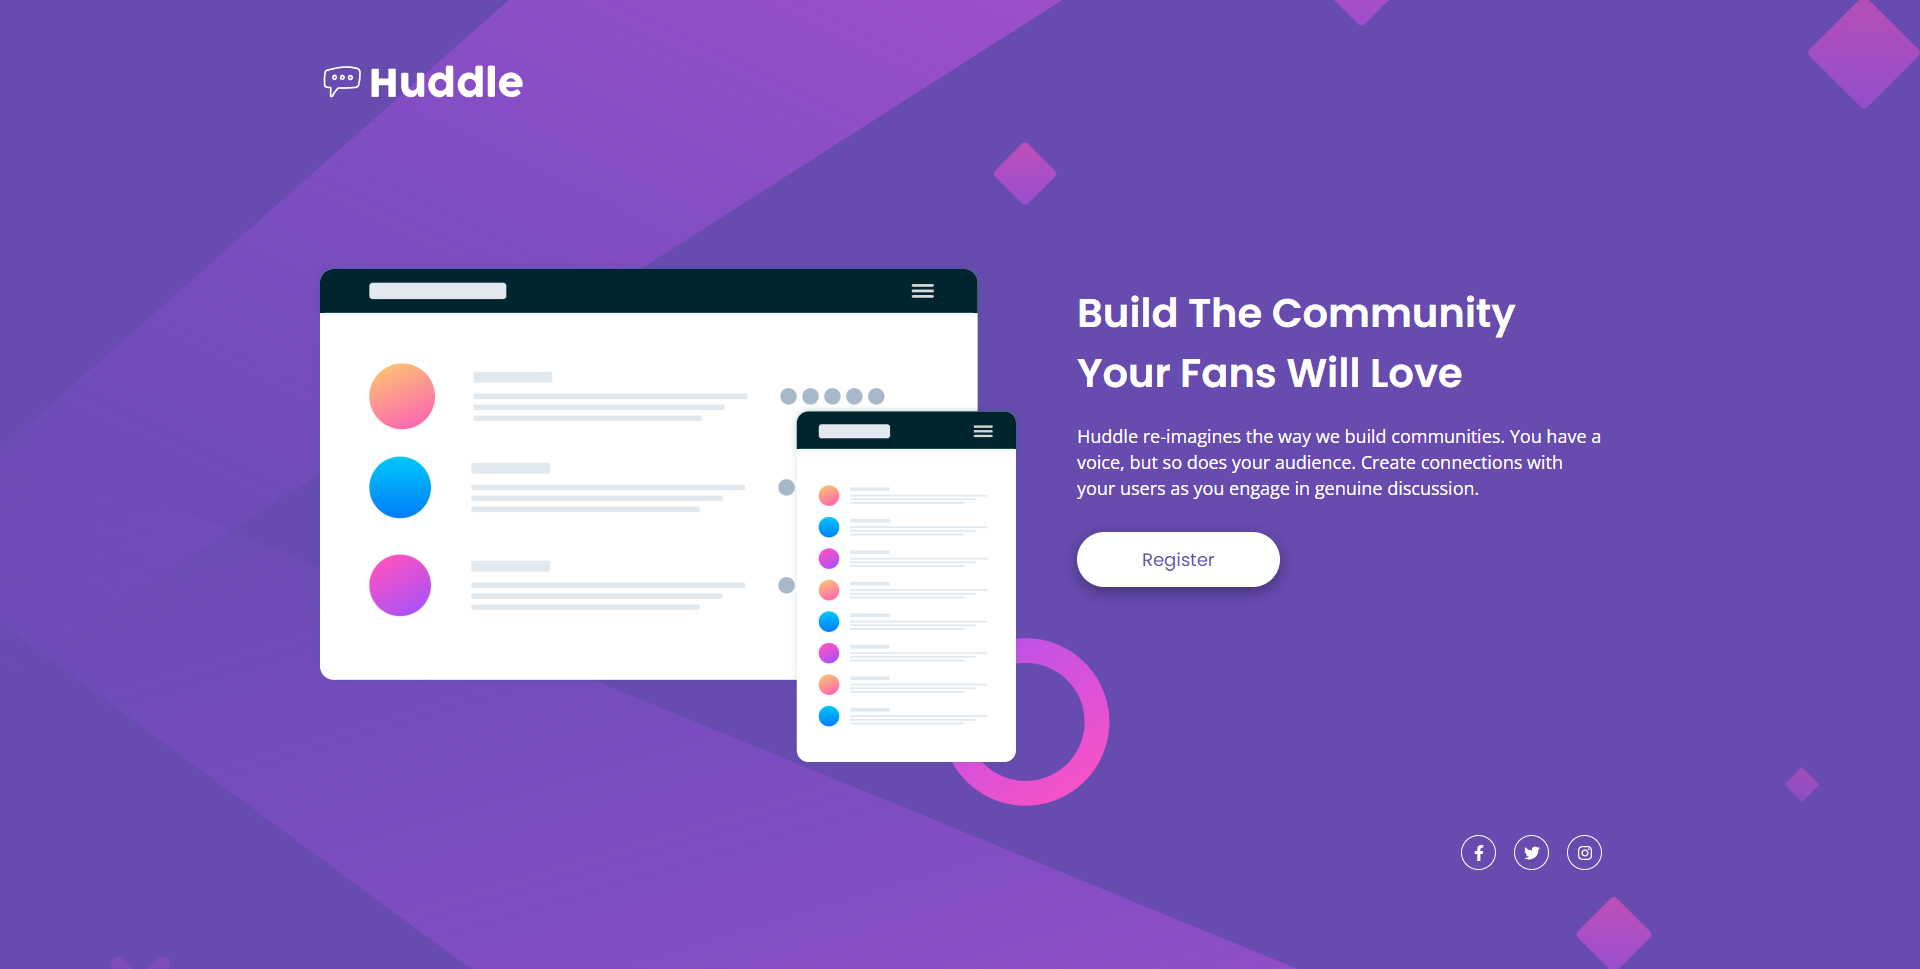 Huddle
Build The Community
Your Fans Will Love
Huddle re-imagines the way we build communities. You have a
voice, but so does your audience. Create connections with
your users as you engage in genuine discussion.
Register